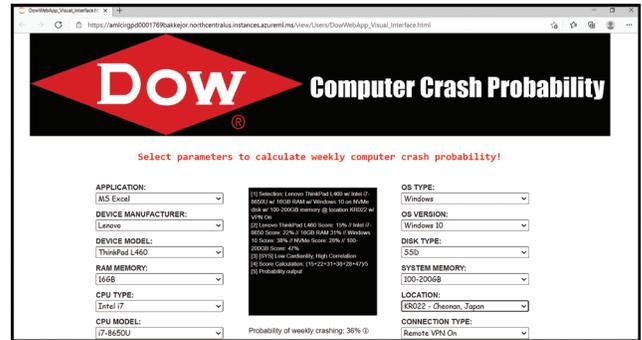 DowWebApp_Visual_Interface.h
https://amlcirgpd0001769bakkejor.northcentralus.instances.azureml.ms/view/Users/DowWebApp_Visual_Interface.html
DOW
®
Computer Crash Probability
Select parameters to calculate weekly computer crash probability!
APPLICATION:
MS Excel
DEVICE MANUFACTURER:
Lenovo
DEVICE MODEL:
ThinkPad L460
RAM MEMORY:
16GB
CPU TYPE:
Intel i7
CPU MODEL:
i7-8650U
[1] Selection: Lenovo ThinkPad L460 w/ Intel i7-
8650U w/ 16GB RAM w/ Windows 10 on NVMe
disk w/ 100-200GB memory @ location KR022 w/
VPN On
[2] Lenovo ThinkPad L460 Score: 15% // Intel i7-
8650 Score: 22% // 16GB RAM 31% // Windows
10 Score: 38% // NVMe Score: 28% // 100-
200GB Score: 47%
[3] [SYS] Low Cardianlity, High Correlation
[4] Score Calculation: (15+22+31+38+28+47)/5
[5] Probability output
Probability of weekly crashing: 36%
OS TYPE:
Windows
OS VERSION:
Windows 10
DISK TYPE:
SSD
SYSTEM MEMORY:
100-200GB
LOCATION:
KR022 - Cheonan, Japan
CONNECTION TYPE:
Remote VPN On